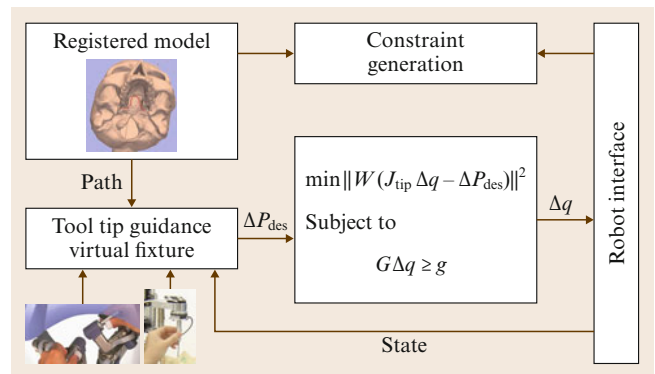 Registered model
Constraint
generation
Path
Tool tip guidance
virtual fixture
ΔP_des
min||W(J_tip Δq – ΔP_des)||²
Subject to
GΔq ≥ g
Δq
Robot interface
State